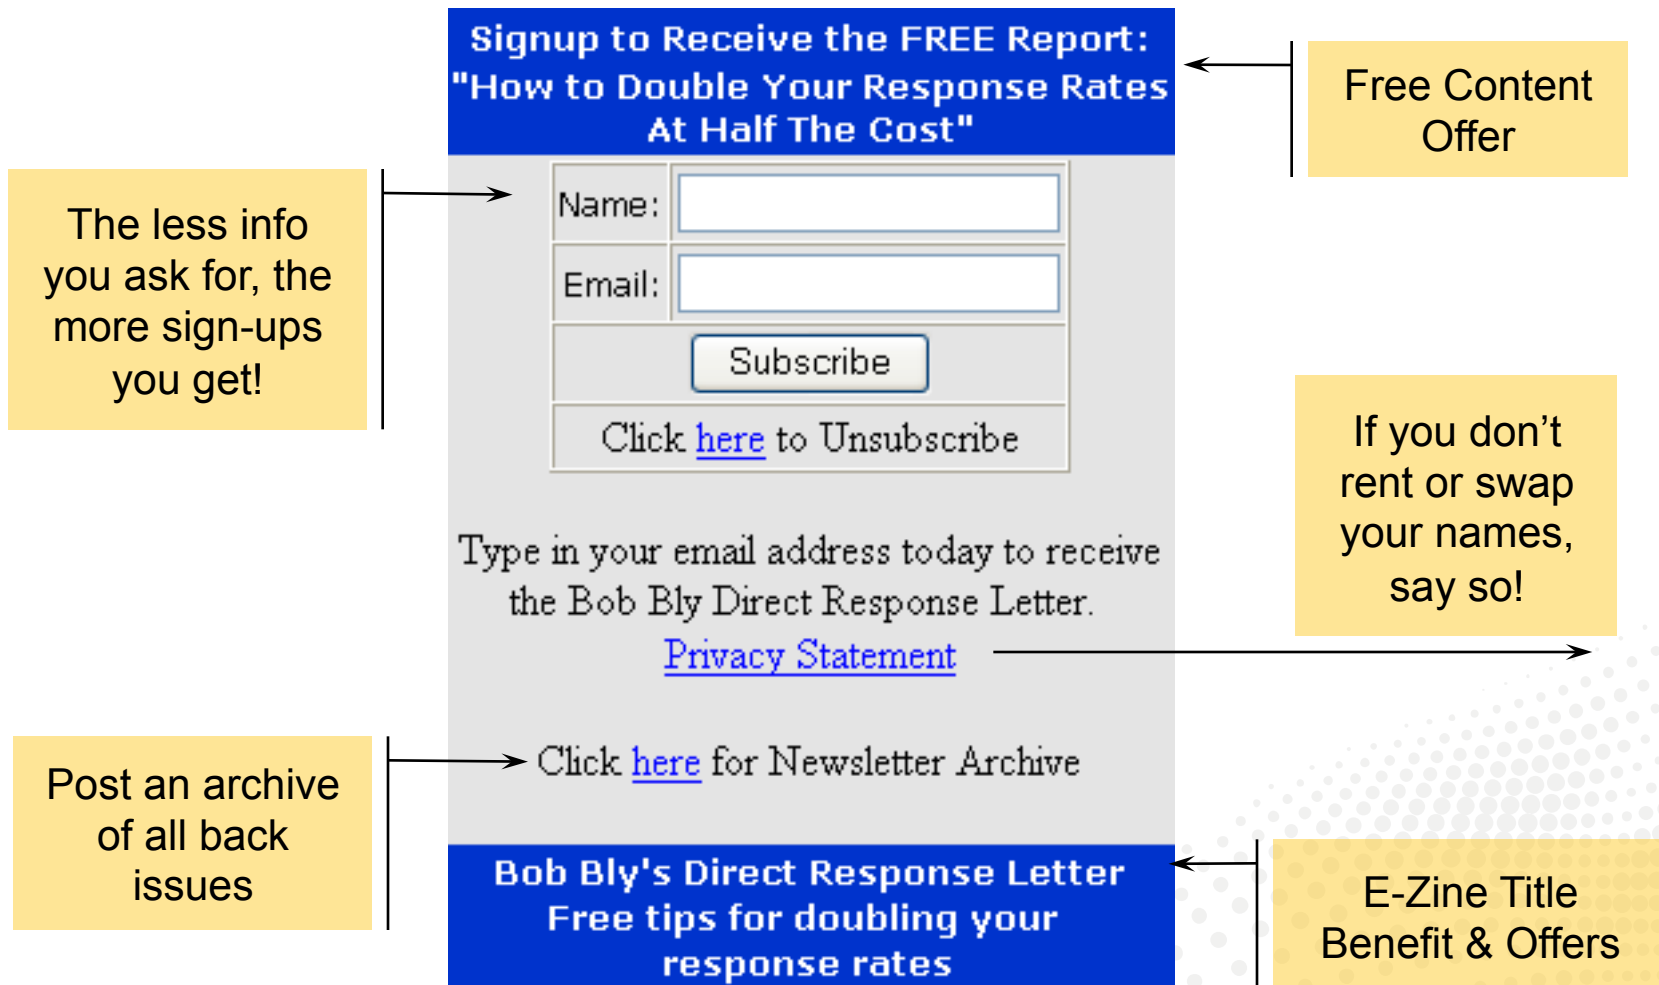 Signup to Receive the FREE Report:
"How to Double Your Response Rates
At Half The Cost"
Free Content
Offer
The less info
you ask for, the
more sign-ups
you get!
Name:
Email:
Subscribe
Click here to Unsubscribe
If you don’t
rent or swap
your names,
say so!
Type in your email address today to receive
the Bob Bly Direct Response Letter.
Privacy Statement
Post an archive
of all back
issues
Click here for Newsletter Archive
Bob Bly's Direct Response Letter
Free tips for doubling your
response rates
E-Zine Title
Benefit & Offers